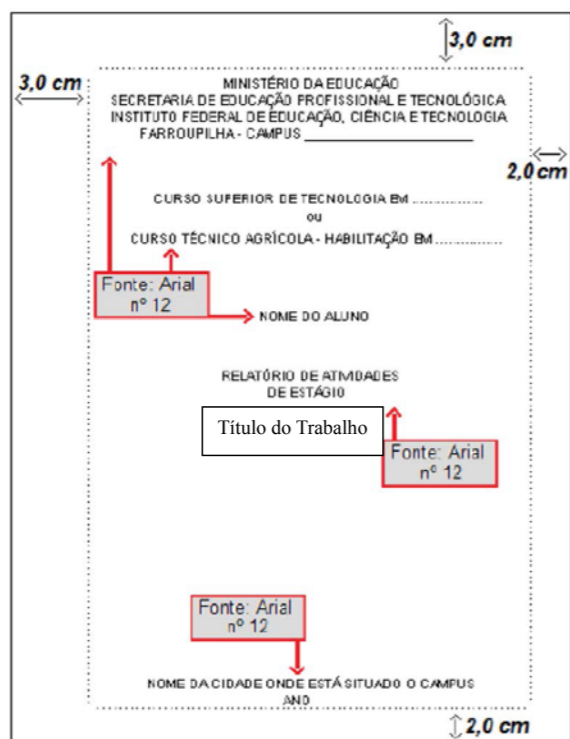 3,0 cm
3,0 cm
MINISTÉRIO DA EDUCAÇÃO
SECRETARIA DE EDUCAÇÃO PROFISSIONAL E TECNOLÓGICA
INSTITUTO FEDERAL DE EDUCAÇÃO, CIÊNCIA E TECNOLOGIA
FARROUPILHA - CAMPUS ____________________
2,0 cm
CURSO SUPERIOR DE TECNOLOGIA EM .................
ou
CURSO TÉCNICO AGRÍCOLA - HABILITAÇÃO EM ................
Fonte: Arial
nº 12
NOME DO ALUNO
RELATÓRIO DE ATIVIDADES
DE ESTÁGIO
Título do Trabalho
Fonte: Arial
nº 12
Fonte: Arial
nº 12
NOME DA CIDADE ONDE ESTÁ SITUADO O CAMPUS
ANO
2,0 cm